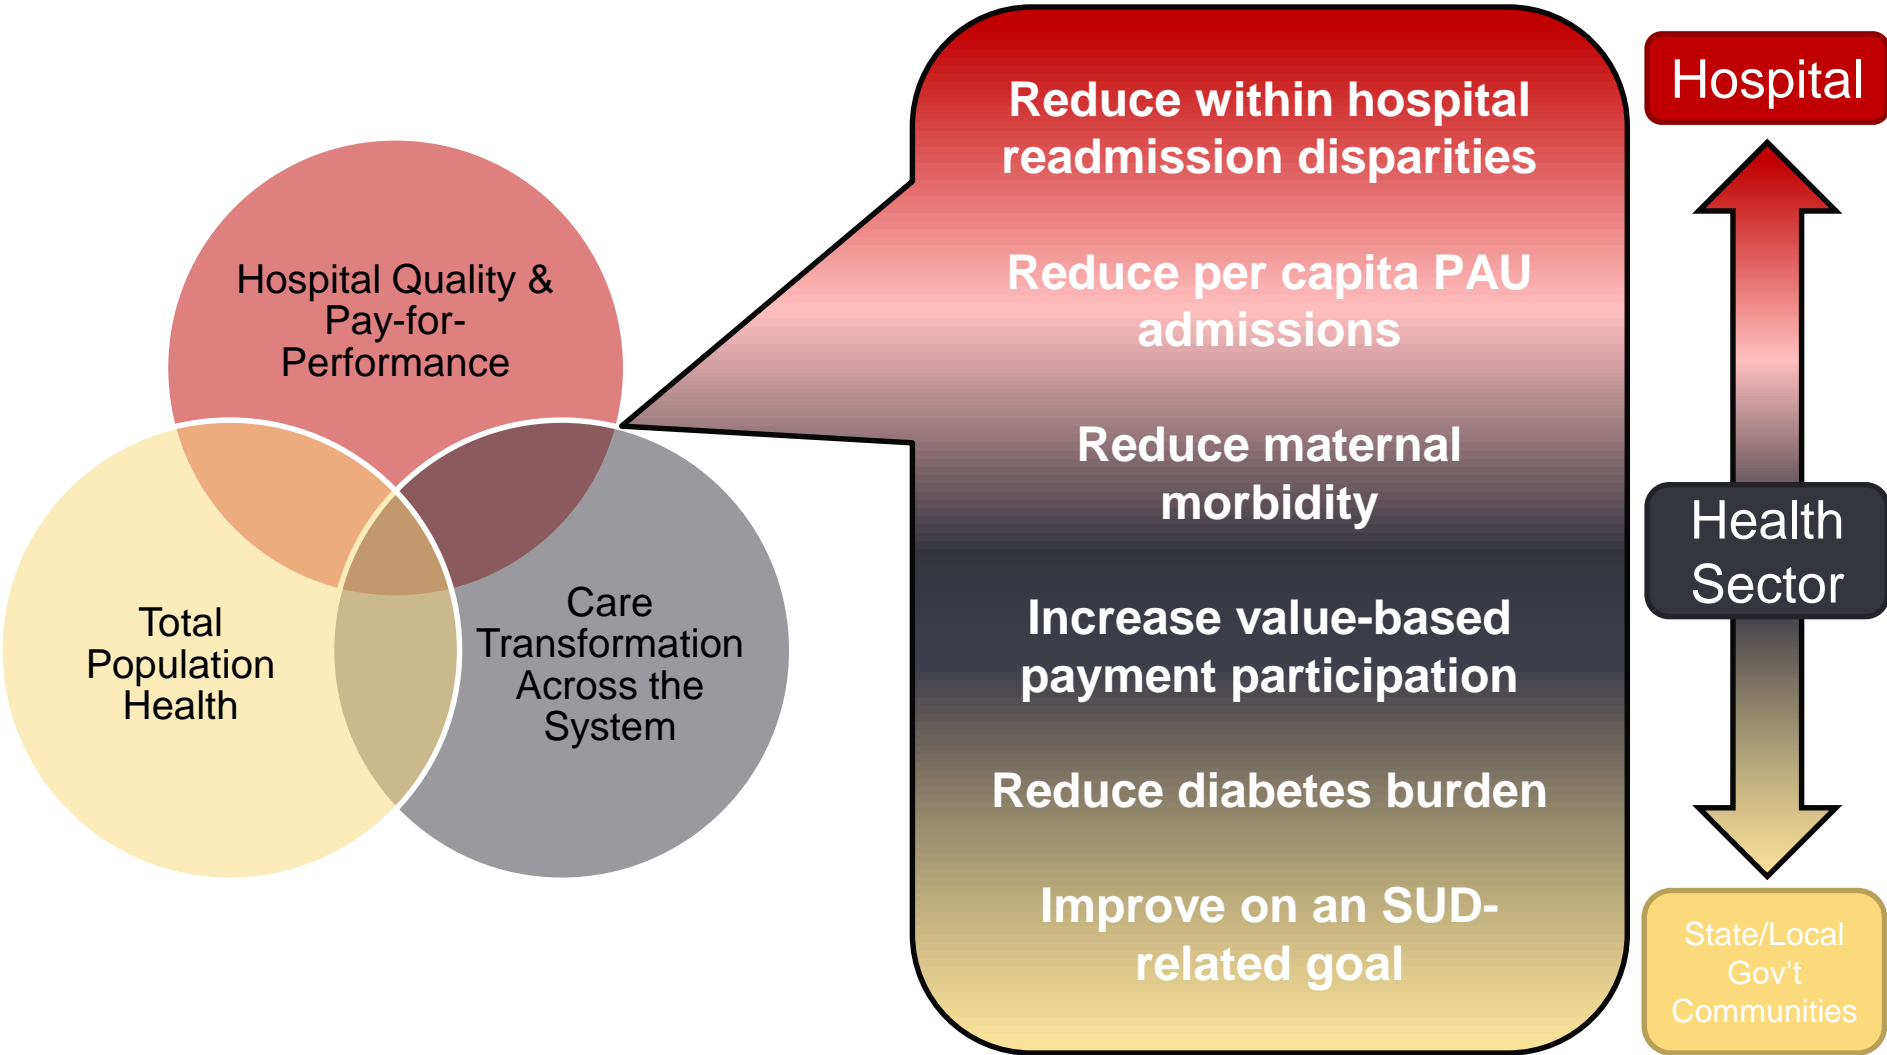 Hospital Quality &
Pay-for-
Performance
Total
Population
Health
Care
Transformation
Across the
System
Reduce within hospital
readmission disparities
Reduce per capita PAU
admissions
Reduce maternal
morbidity
Increase value-based
payment participation
Reduce diabetes burden
Improve on an SUD-
related goal
Hospital
Health
Sector
State/Local
Gov’t
Communities